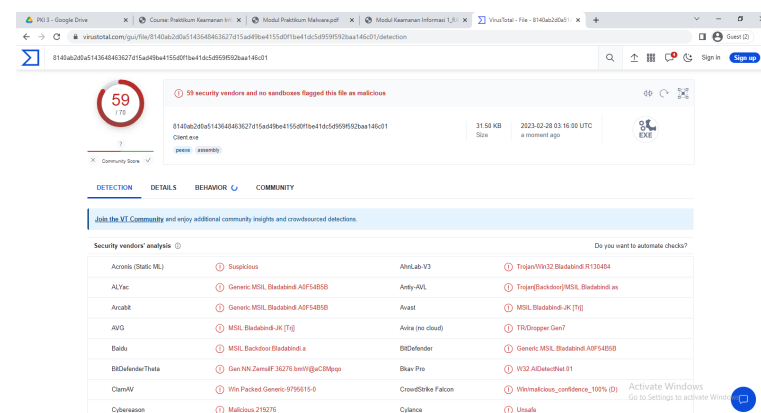 PKI 3 - Google Drive
Course: Praktikum Keamanan Inf
Modul Praktikum Malware.pdf
Modul Keamanan Informasi 1_RA
VirusTotal - File - 8140ab2d0a51
virustotal.com/gui/file/8140ab2d0a5143648463627d15ad49be4155d0f1be41dc5d959f592baa146c01/detection
Guest (2)
8140ab2d0a5143648463627d15ad49be4155d0f1be41dc5d959f592baa146c01
Sign in
Sign up
59
/ 70
?
Community Score
59 security vendors and no sandboxes flagged this file as malicious
8140ab2d0a5143648463627d15ad49be4155d0f1be41dc5d959f592baa146c01
Client.exe
peexe assembly
31.50 KB
Size
2023-02-28 03:16:00 UTC
a moment ago
EXE
DETECTION DETAILS BEHAVIOR COMMUNITY
Join the VT Community and enjoy additional community insights and crowdsourced detections.
Security vendors' analysis
Do you want to automate checks?
Acronis (Static ML) Suspicious AhnLab-V3 Trojan/Win32.Bladabindi.R130484
ALYac Generic.MSIL.Bladabindi.A0F54B5B Antiy-AVL Trojan[Backdoor]/MSIL.Bladabindi.as
Arcabit Generic.MSIL.Bladabindi.A0F54B5B Avast MSIL:Bladabindi-JK [Trj]
AVG MSIL:Bladabindi-JK [Trj] Avira (no cloud) TR/Dropper.Gen7
Baidu MSIL.Backdoor.Bladabindi.a BitDefender Generic.MSIL.Bladabindi.A0F54B5B
BitDefenderTheta Gen:NN.ZemsilF.36276.bmW@aC8Mpqo Bkav Pro W32.AIDetectNet.01
ClamAV Win.Packed.Generic-9795615-0 CrowdStrike Falcon Win/malicious_confidence_100% (D)
Cybereason Malicious.219276 Cylance Unsafe
Activate Windows
Go to Settings to activate Windows